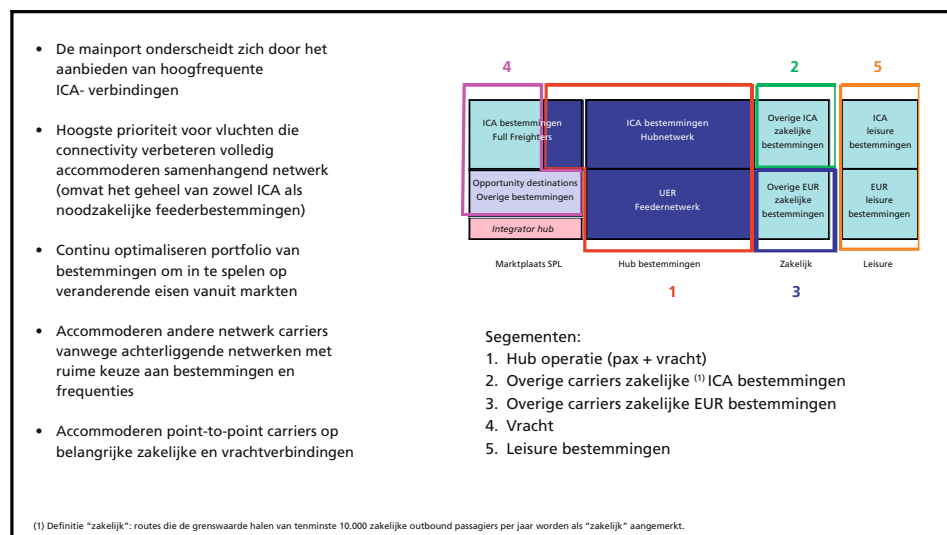 • De mainport onderscheidt zich door het
aanbieden van hoogfrequente
ICA- verbindingen
• Hoogste prioriteit voor vluchten die
connectivity verbeteren volledig
accommoderen samenhangend netwerk
(omvat het geheel van zowel ICA als
noodzakelijke feederbestemmingen)
• Continu optimaliseren portfolio van
bestemmingen om in te spelen op
veranderende eisen vanuit markten
• Accommoderen andere netwerk carriers
vanwege achterliggende netwerken met
ruime keuze aan bestemmingen en
frequenties
• Accommoderen point-to-point carriers op
belangrijke zakelijke en vrachtverbindingen
4
2
5
ICA bestemmingen
Full Freighters
ICA bestemmingen
Hubnetwerk
Overige ICA
zakelijke
bestemmingen
ICA
leisure
bestemmingen
Opportunity destinations
Overige bestemmingen
UER
Feedernetwerk
Overige EUR
zakelijke
bestemmingen
EUR
leisure
bestemmingen
Integrator hub
Marktplaats SPL
Hub bestemmingen
Zakelijk
Leisure
1
3
Segementen:
1. Hub operatie (pax + vracht)
2. Overige carriers zakelijke (1) ICA bestemmingen
3. Overige carriers zakelijke EUR bestemmingen
4. Vracht
5. Leisure bestemmingen
(1) Definitie “zakelijk”: routes die de grenswaarde halen van tenminste 10.000 zakelijke outbound passagiers per jaar worden als “zakelijk” aangemerkt.